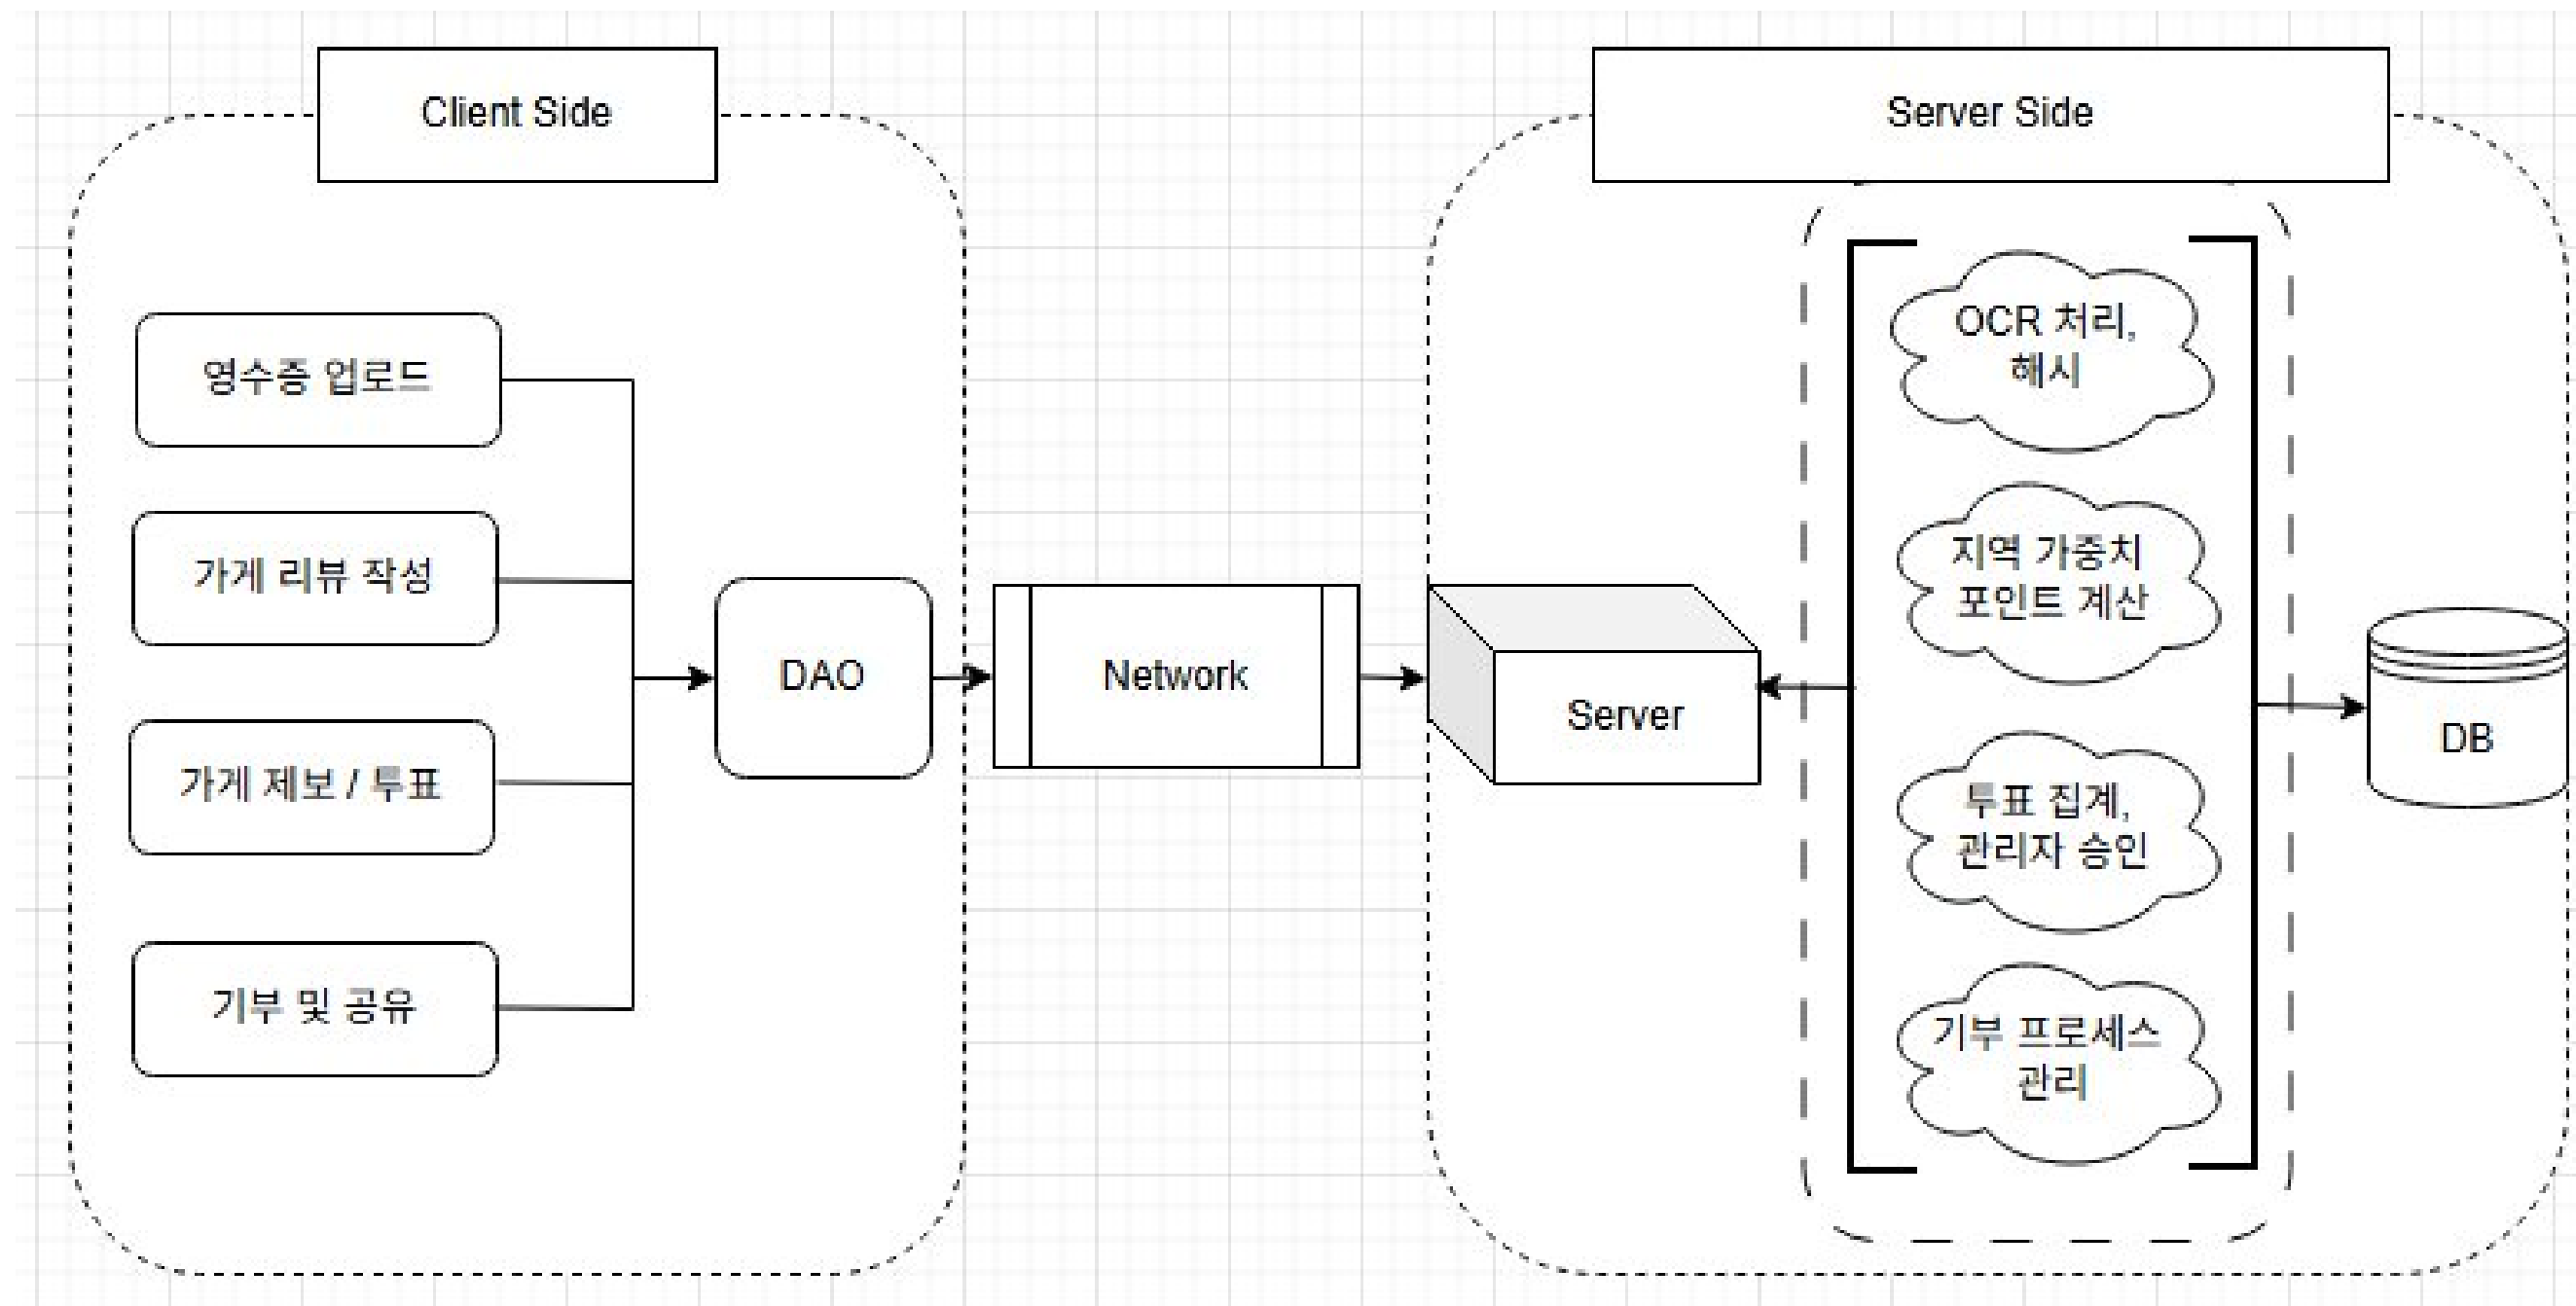 Client Side
영수증 업로드
가게 리뷰 작성
가게 제보 / 투표
기부 및 공유
DAO
Network
Server Side
Server
OCR 처리,
해시
지역 가중치
포인트 계산
투표 집계,
관리자 승인
기부 프로세스
관리
DB